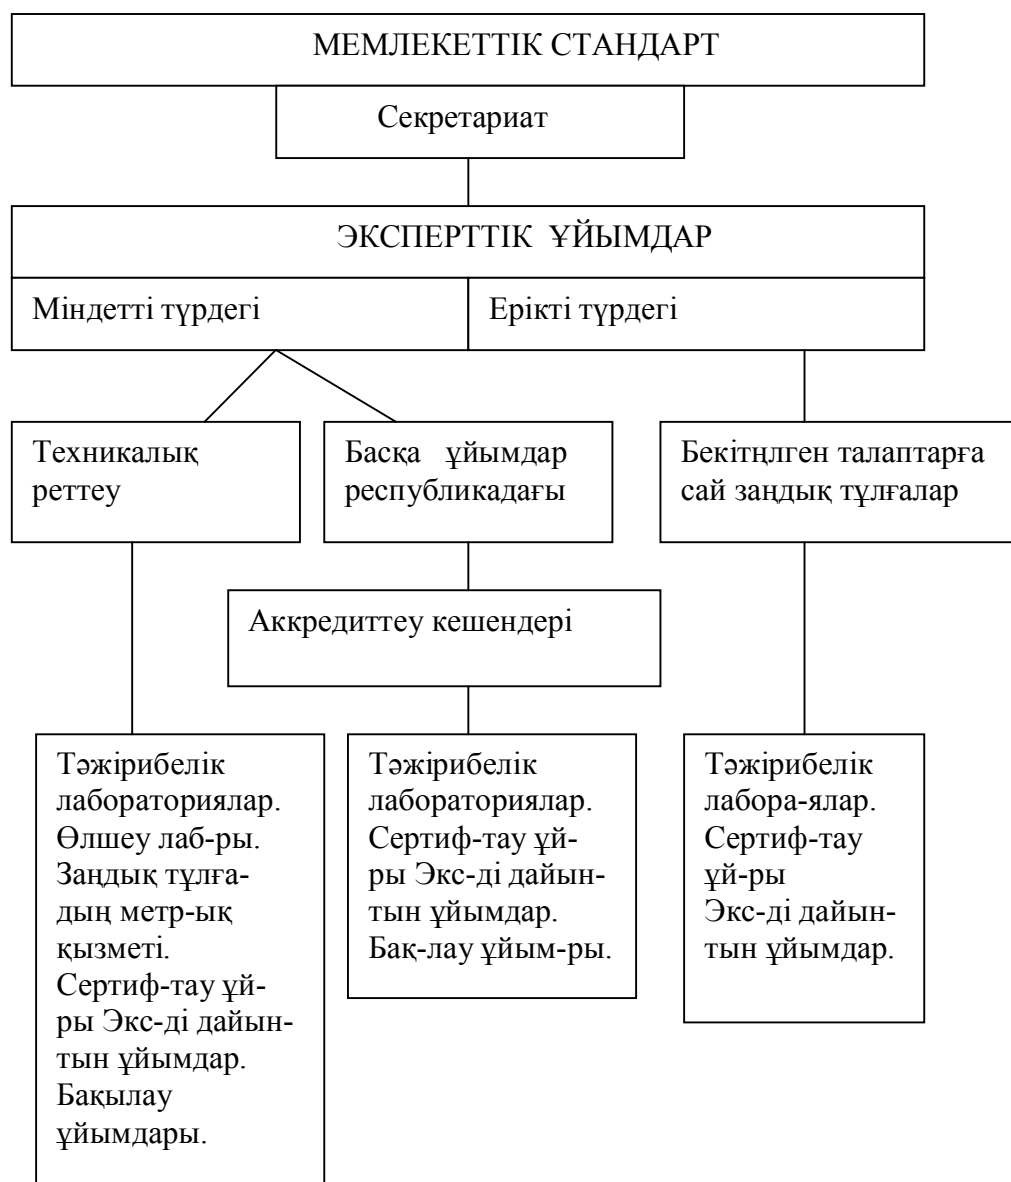 МЕМЛЕКЕТТІК СТАНДАРТ
Секретариат
ЭКСПЕРТТІК ҰЙЫМДАР
Міндетті түрдегі
Ерікті түрдегі
Техникалық
реттеу
Басқа ұйымдар
республикадағы
Бекітңлген талаптарға
сай заңдық тұлғалар
Аккредиттеу кешендері
Тәжірибелік
лабораториялар.
Өлшеу лаб-ры.
Заңдық тұлға-
дың метр-ық
қызметі.
Сертиф-тау ұй-
ры Экс-ді дайын-
тын ұйымдар.
Бақылау
ұйымдары.
Тәжірибелік
лабораториялар.
Сертиф-тау ұй-
ры Экс-ді дайын-
тын ұйымдар.
Бақ-лау ұйым-ры.
Тәжірибелік
лабора-ялар.
Сертиф-тау
ұй-ры
Экс-ді дайын-
тын ұйымдар.